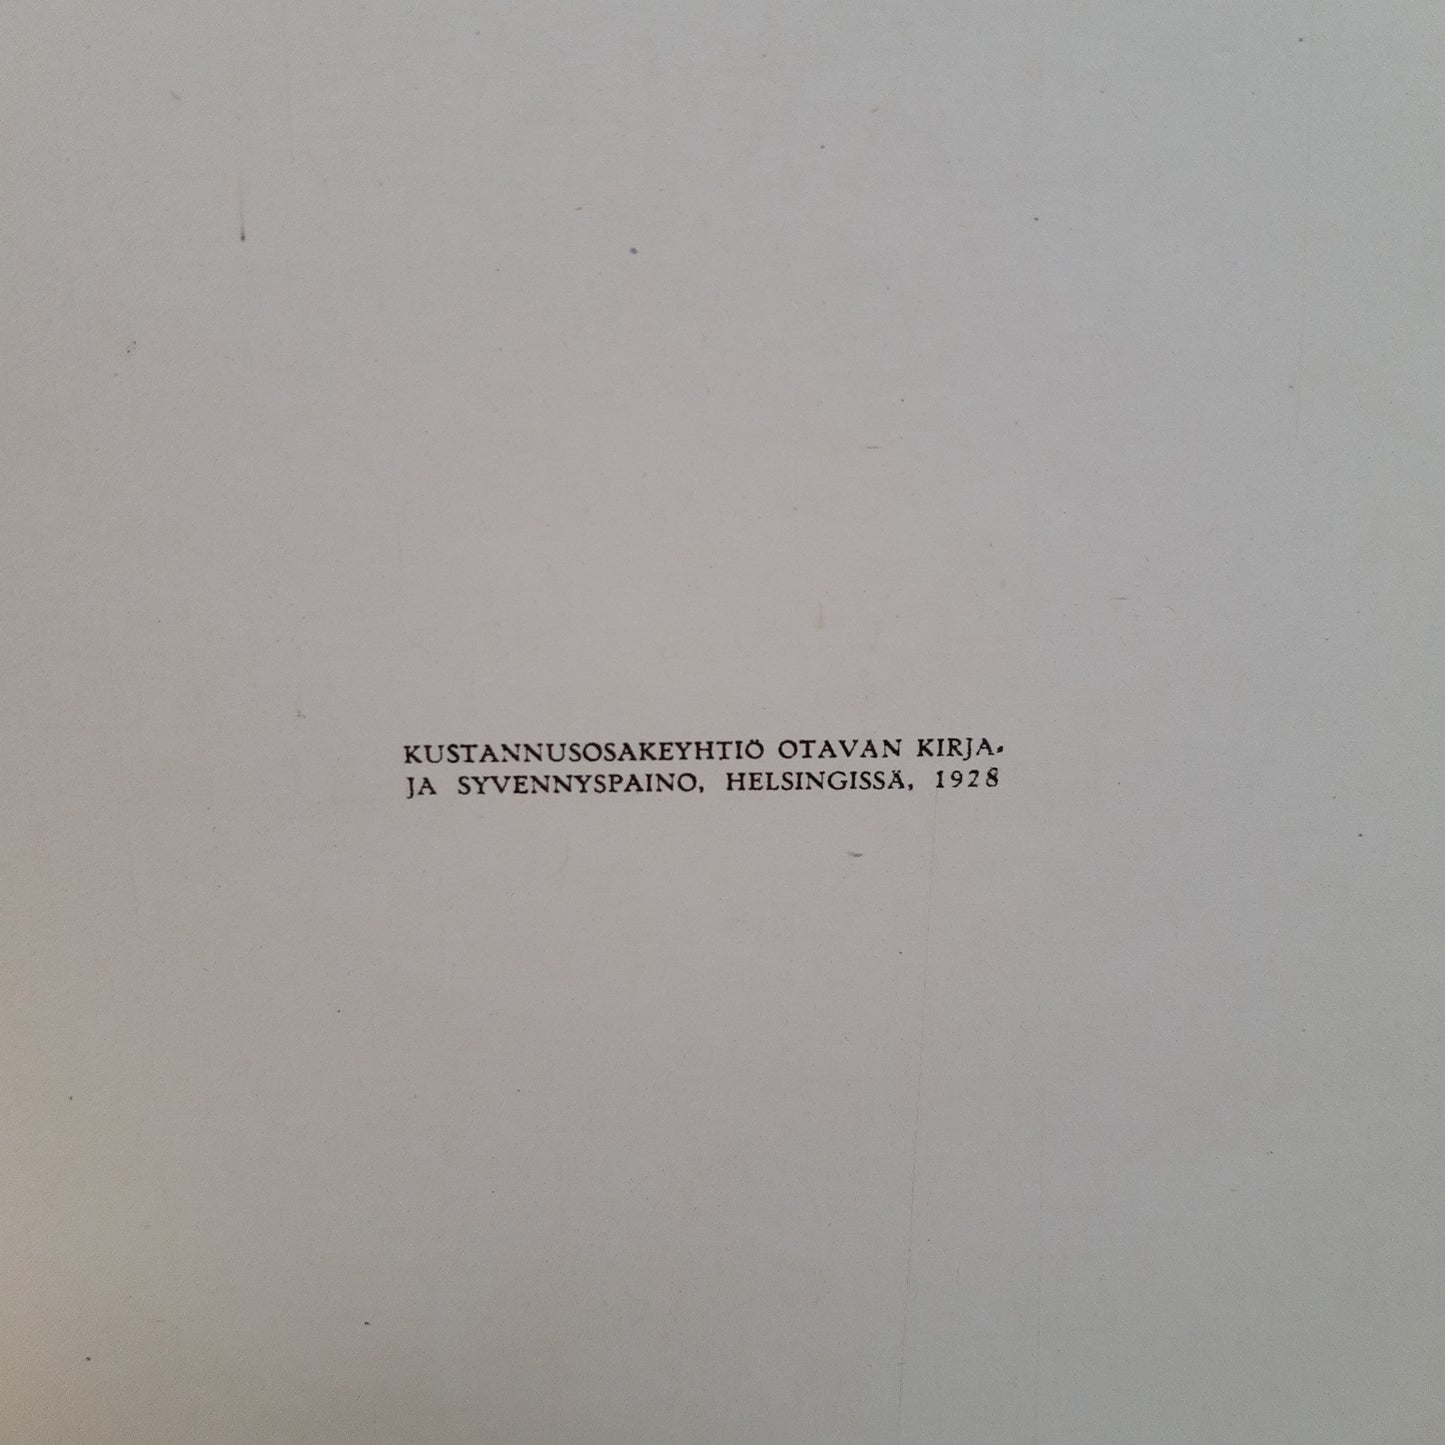 KUSTANNUSOSAKEYHTIÖ OTAVAN KIRJA-
JA SYVENNYSPAINO, HELSINGISSÄ, 1928